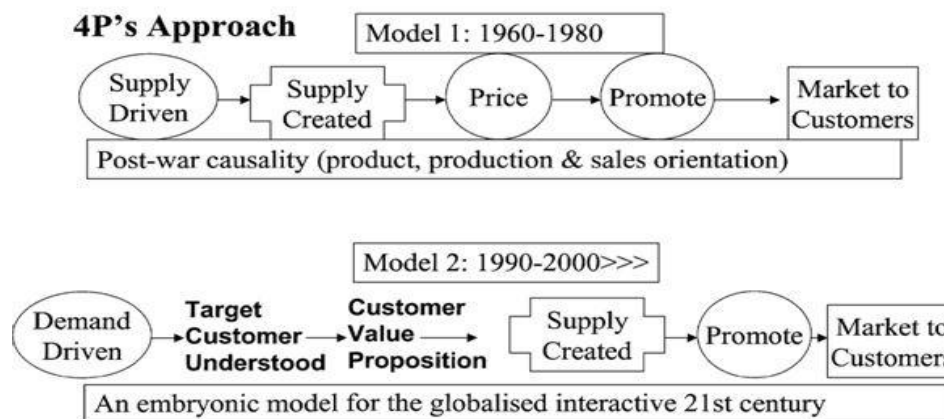 4P's Approach
Model 1: 1960-1980
Supply
Driven
Supply
Created
Price
Promote
Market to
Customers
Post-war causality (product, production & sales orientation)
Model 2: 1990-2000>>>
Demand
Driven
Target
Customer
Understood
Customer
Value
Proposition
Supply
Created
Promote
Market to
Customers
An embryonic model for the globalised interactive 21st century